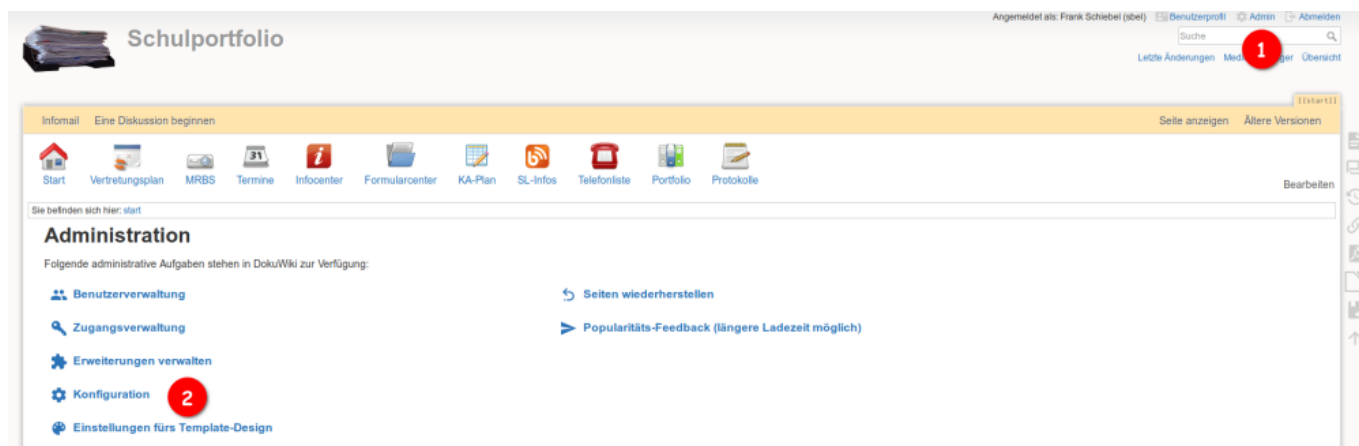 Angemeldet als: Frank Schiebel (sbel) Benutzerprofil Admin Abmelden
Schulportfolio
Suche
1
Letzte Änderungen Übersicht
[[start]]
Infomail Eine Diskussion beginnen Seite anzeigen Ältere Versionen
31
Start Vertretungsplan MRBS Termine Infocenter Formularcenter KA-Plan SL-Infos Telefonliste Portfolio Protokolle
Bearbeiten
Sie befinden sich hier: start
Administration
Folgende administrative Aufgaben stehen in DokuWiki zur Verfügung:
Benutzerverwaltung
Seiten wiederherstellen
Zugangsverwaltung
Popularitäts-Feedback (längere Ladezeit möglich)
Erweiterungen verwalten
Konfiguration 2
Einstellungen fürs Template-Design